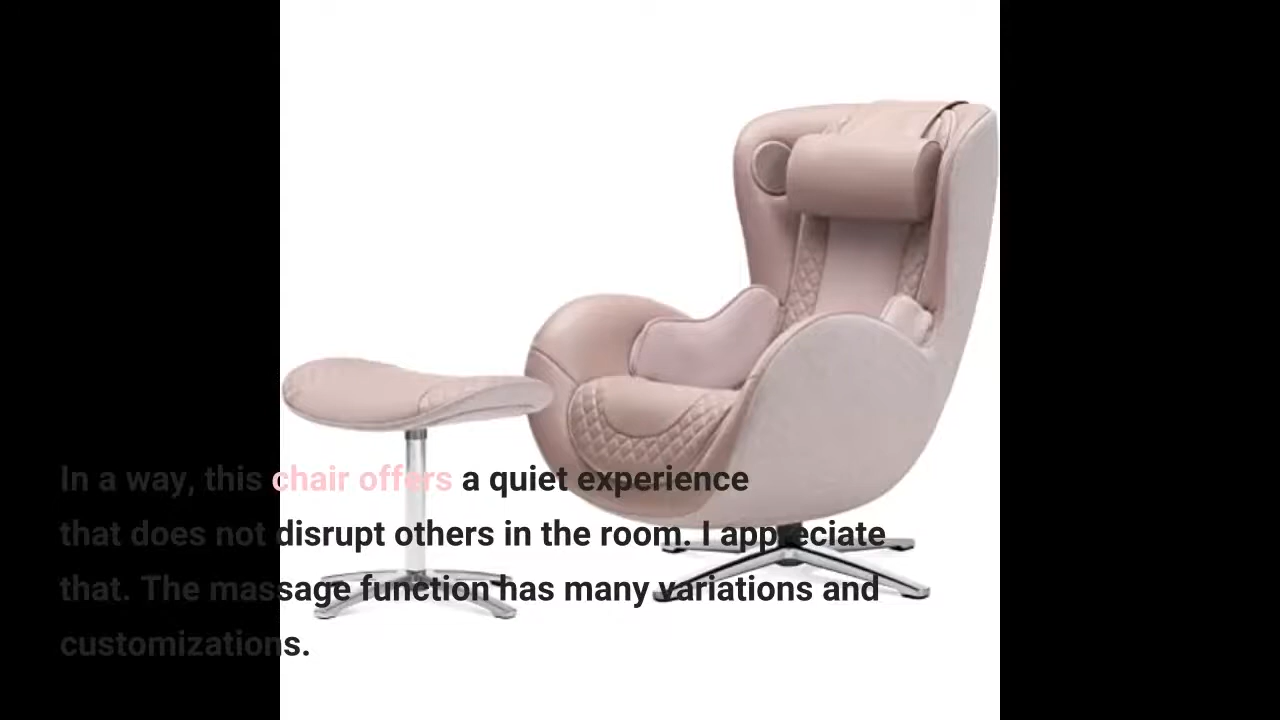 In a way, this chair offers a quiet experience
that does not disrupt others in the room. I appreciate
that. The massage function has many variations and
customizations.